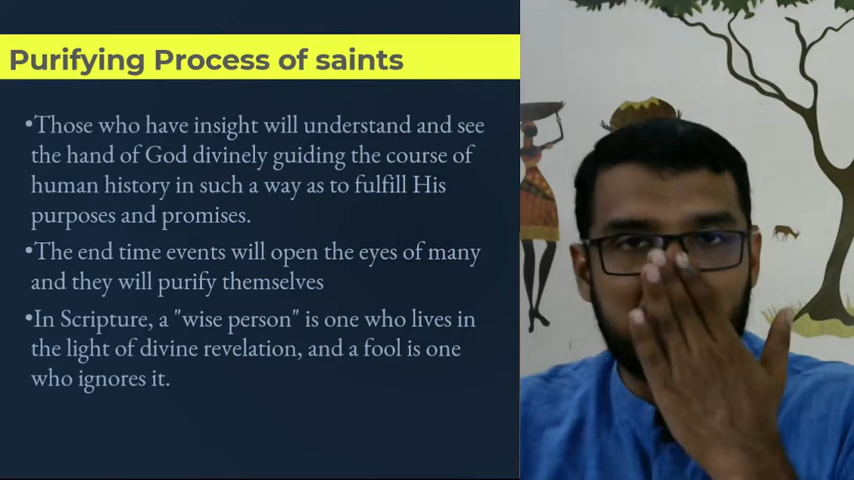 Purifying Process of saints
•Those who have insight will understand and see
the hand of God divinely guiding the course of
human history in such a way as to fulfill His
purposes and promises.
•The end time events will open the eyes of many
and they will purify themselves
•In Scripture, a "wise person" is one who lives in
the light of divine revelation, and a fool is one
who ignores it.